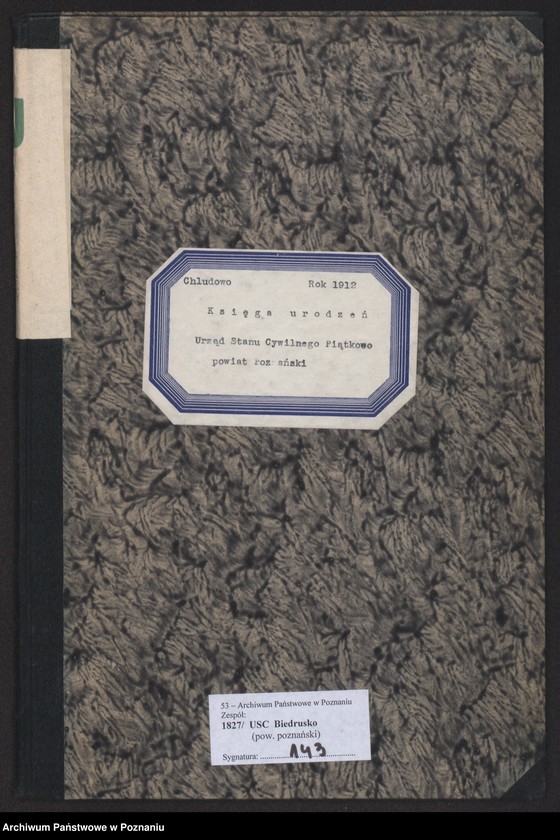 Chludowo Rok 1912
Księga urodzeń
Urząd Stanu Cywilnego Piątkowo
powiat Poznański
53 – Archiwum Państwowe w Poznaniu
Zespół:
1827/ USC Biedrusko
(pow. poznański)
Sygnatura: 143
Archiwum Państwowe w Poznaniu